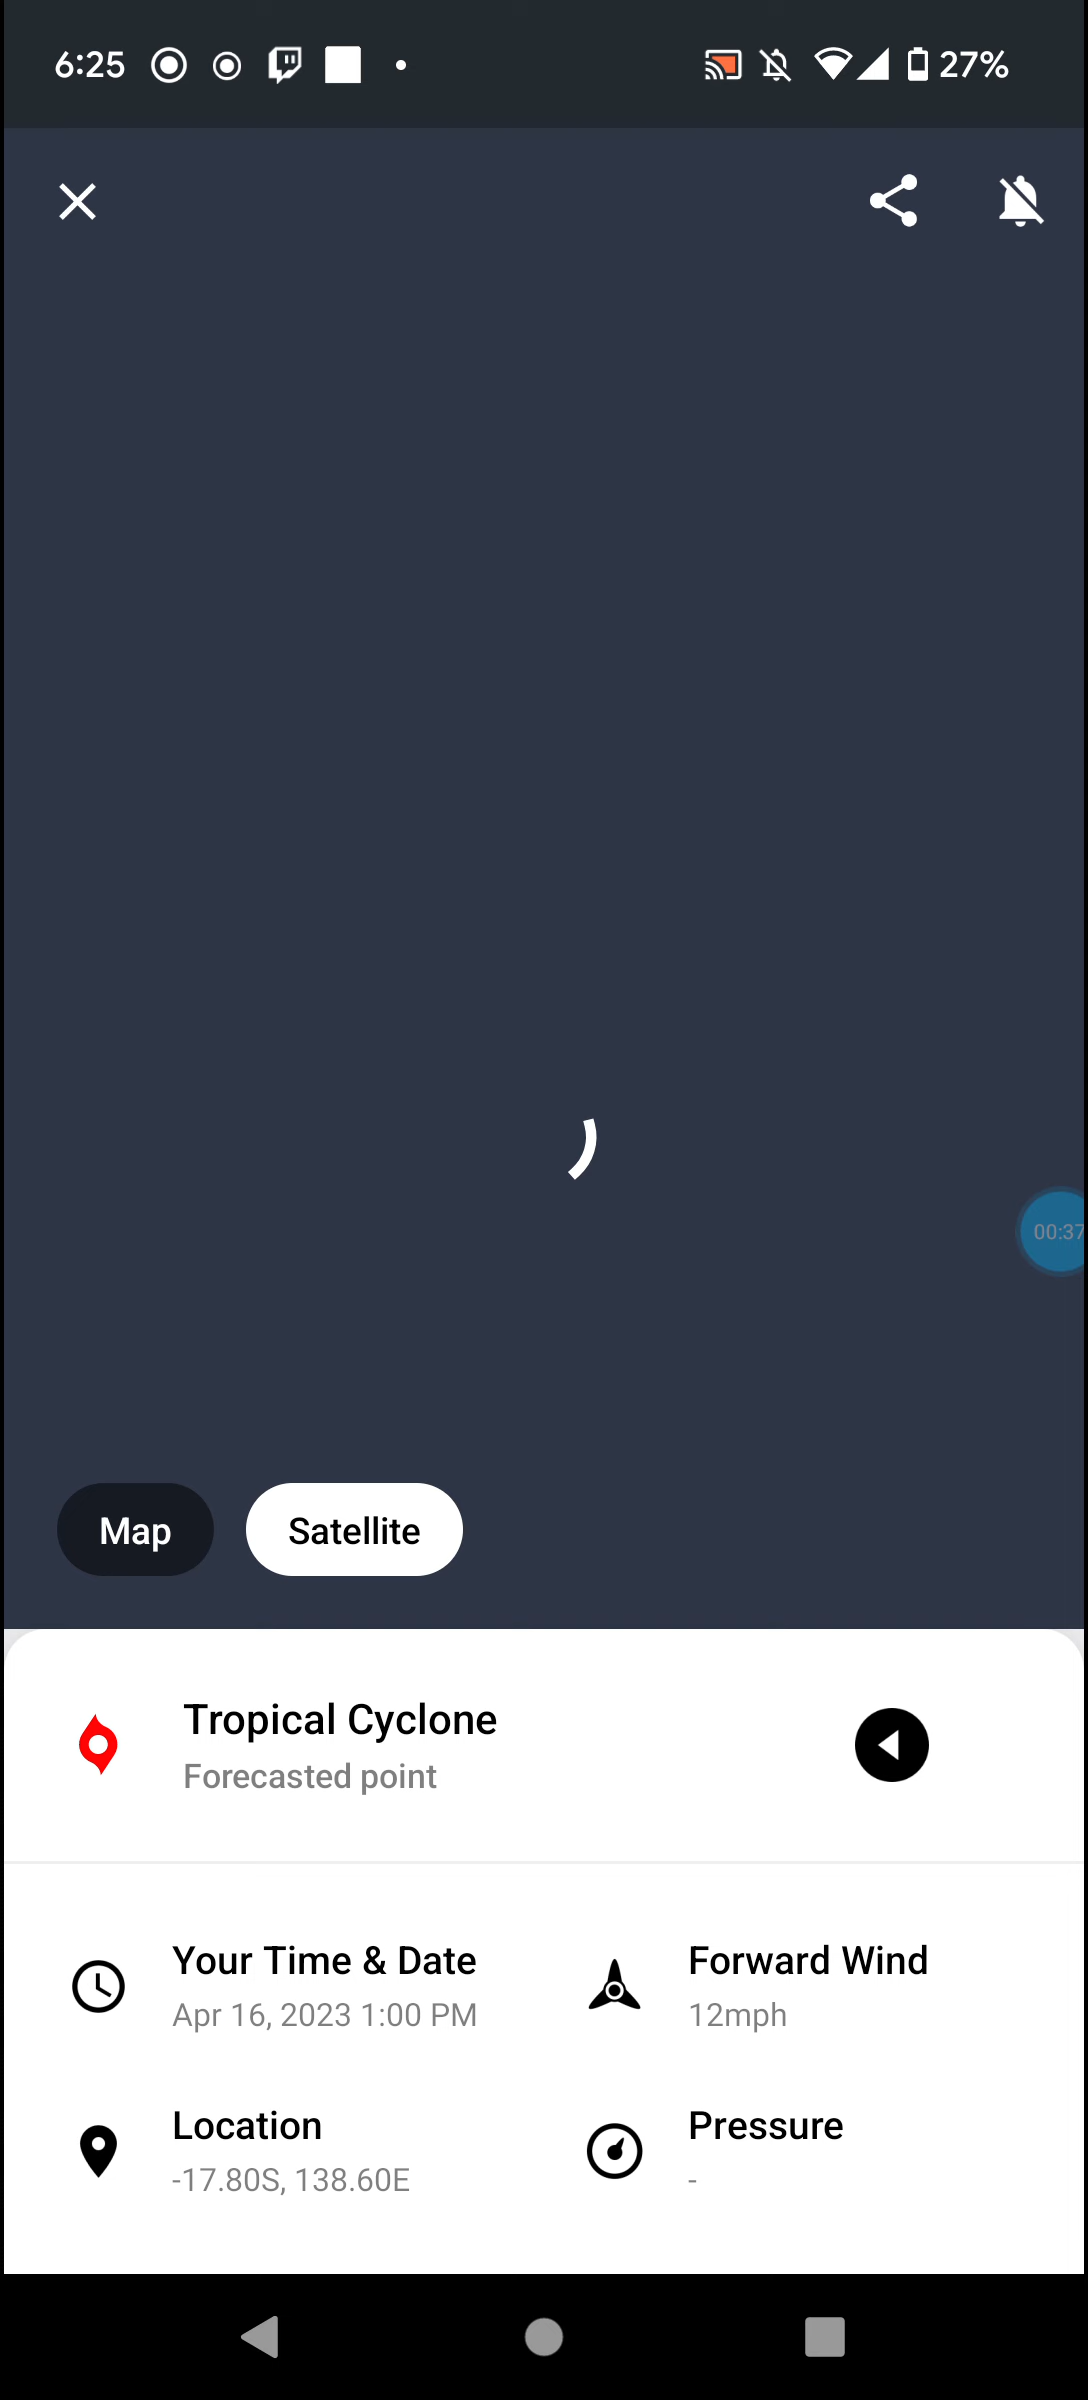 6:25 27%
00:37
Map Satellite
Tropical Cyclone
Forecasted point
Your Time & Date
Apr 16, 2023 1:00 PM
Forward Wind
12mph
Location
-17.80S, 138.60E
Pressure
-